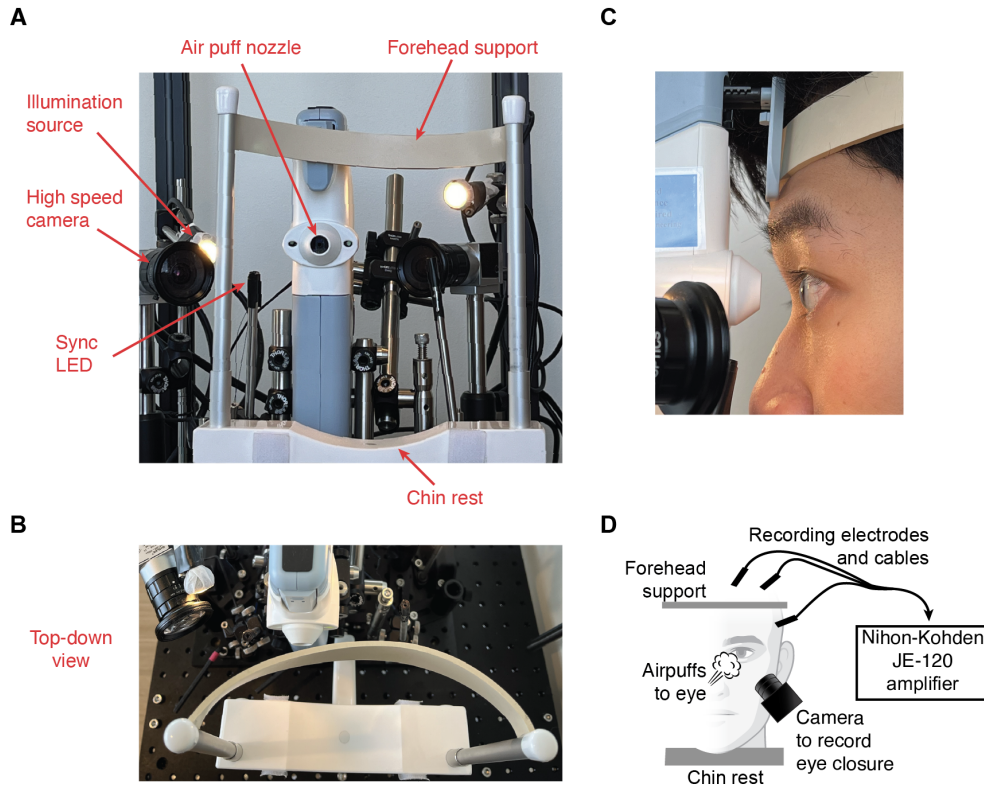 A
Air puff nozzle
Forehead support
Illumination
source
High speed
camera
Sync
LED
Chin rest
B
Top-down
view
C
D
Recording electrodes
and cables
Forehead
support
Nihon-Kohden
JE-120
amplifier
Airpuffs
to eye
Camera
to record
eye closure
Chin rest